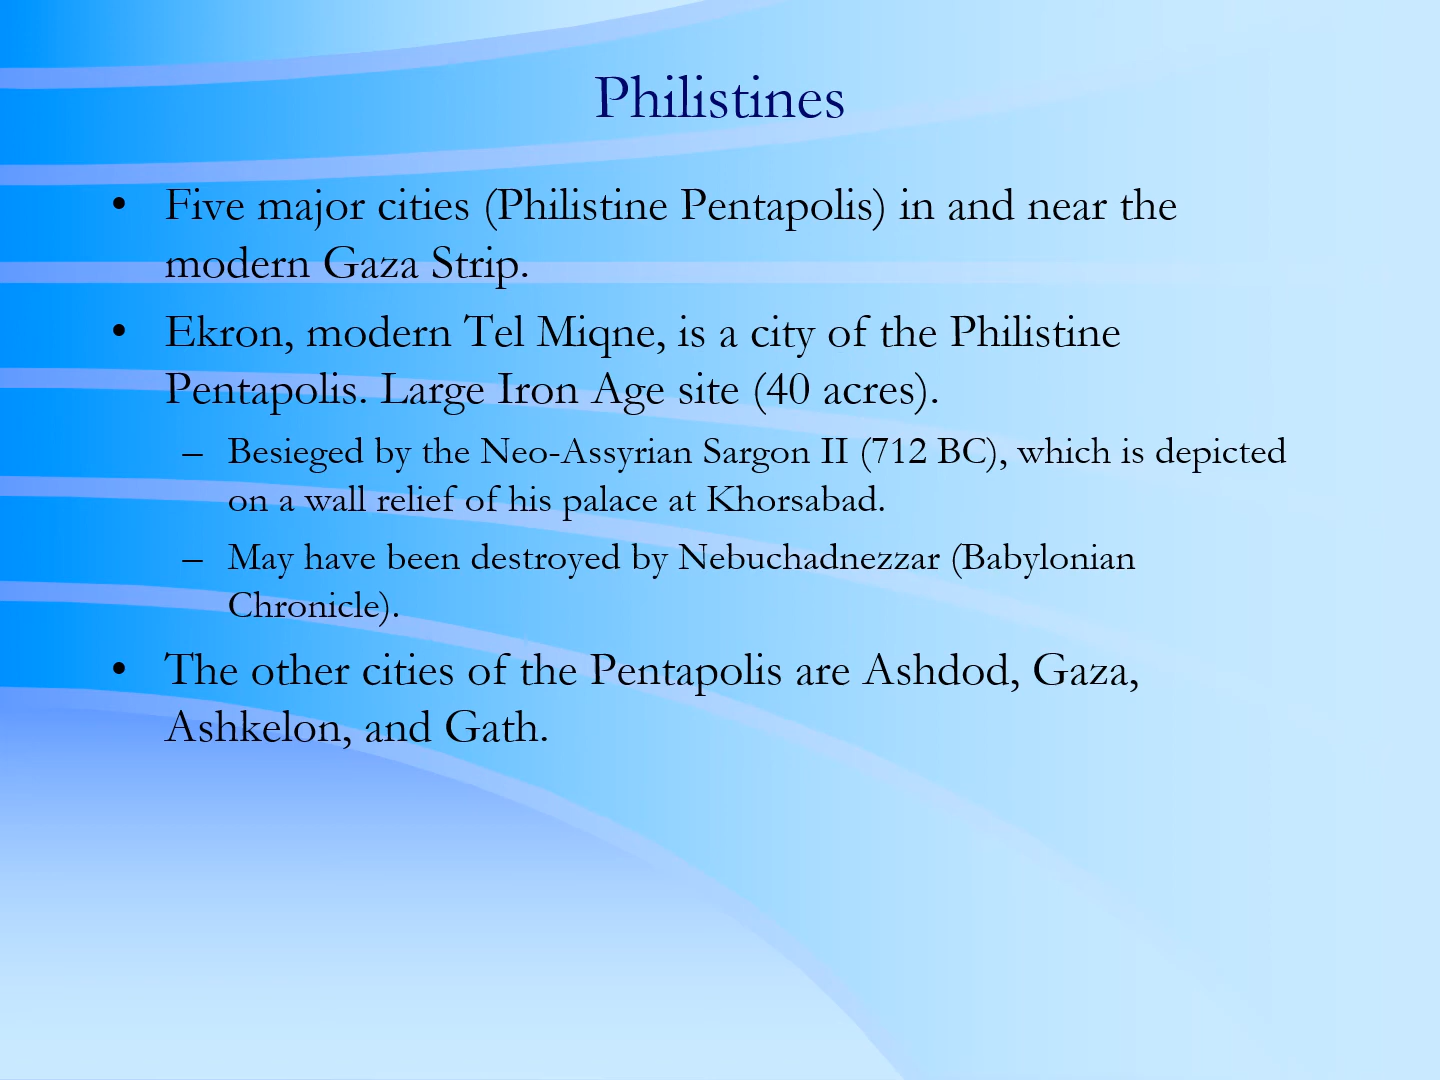 Philistines
• Five major cities (Philistine Pentapolis) in and near the
modern Gaza Strip.
• Ekron, modern Tel Miqne, is a city of the Philistine
Pentapolis. Large Iron Age site (40 acres).
– Besieged by the Neo-Assyrian Sargon II (712 BC), which is depicted
on a wall relief of his palace at Khorsabad.
– May have been destroyed by Nebuchadnezzar (Babylonian
Chronicle).
• The other cities of the Pentapolis are Ashdod, Gaza,
Ashkelon, and Gath.